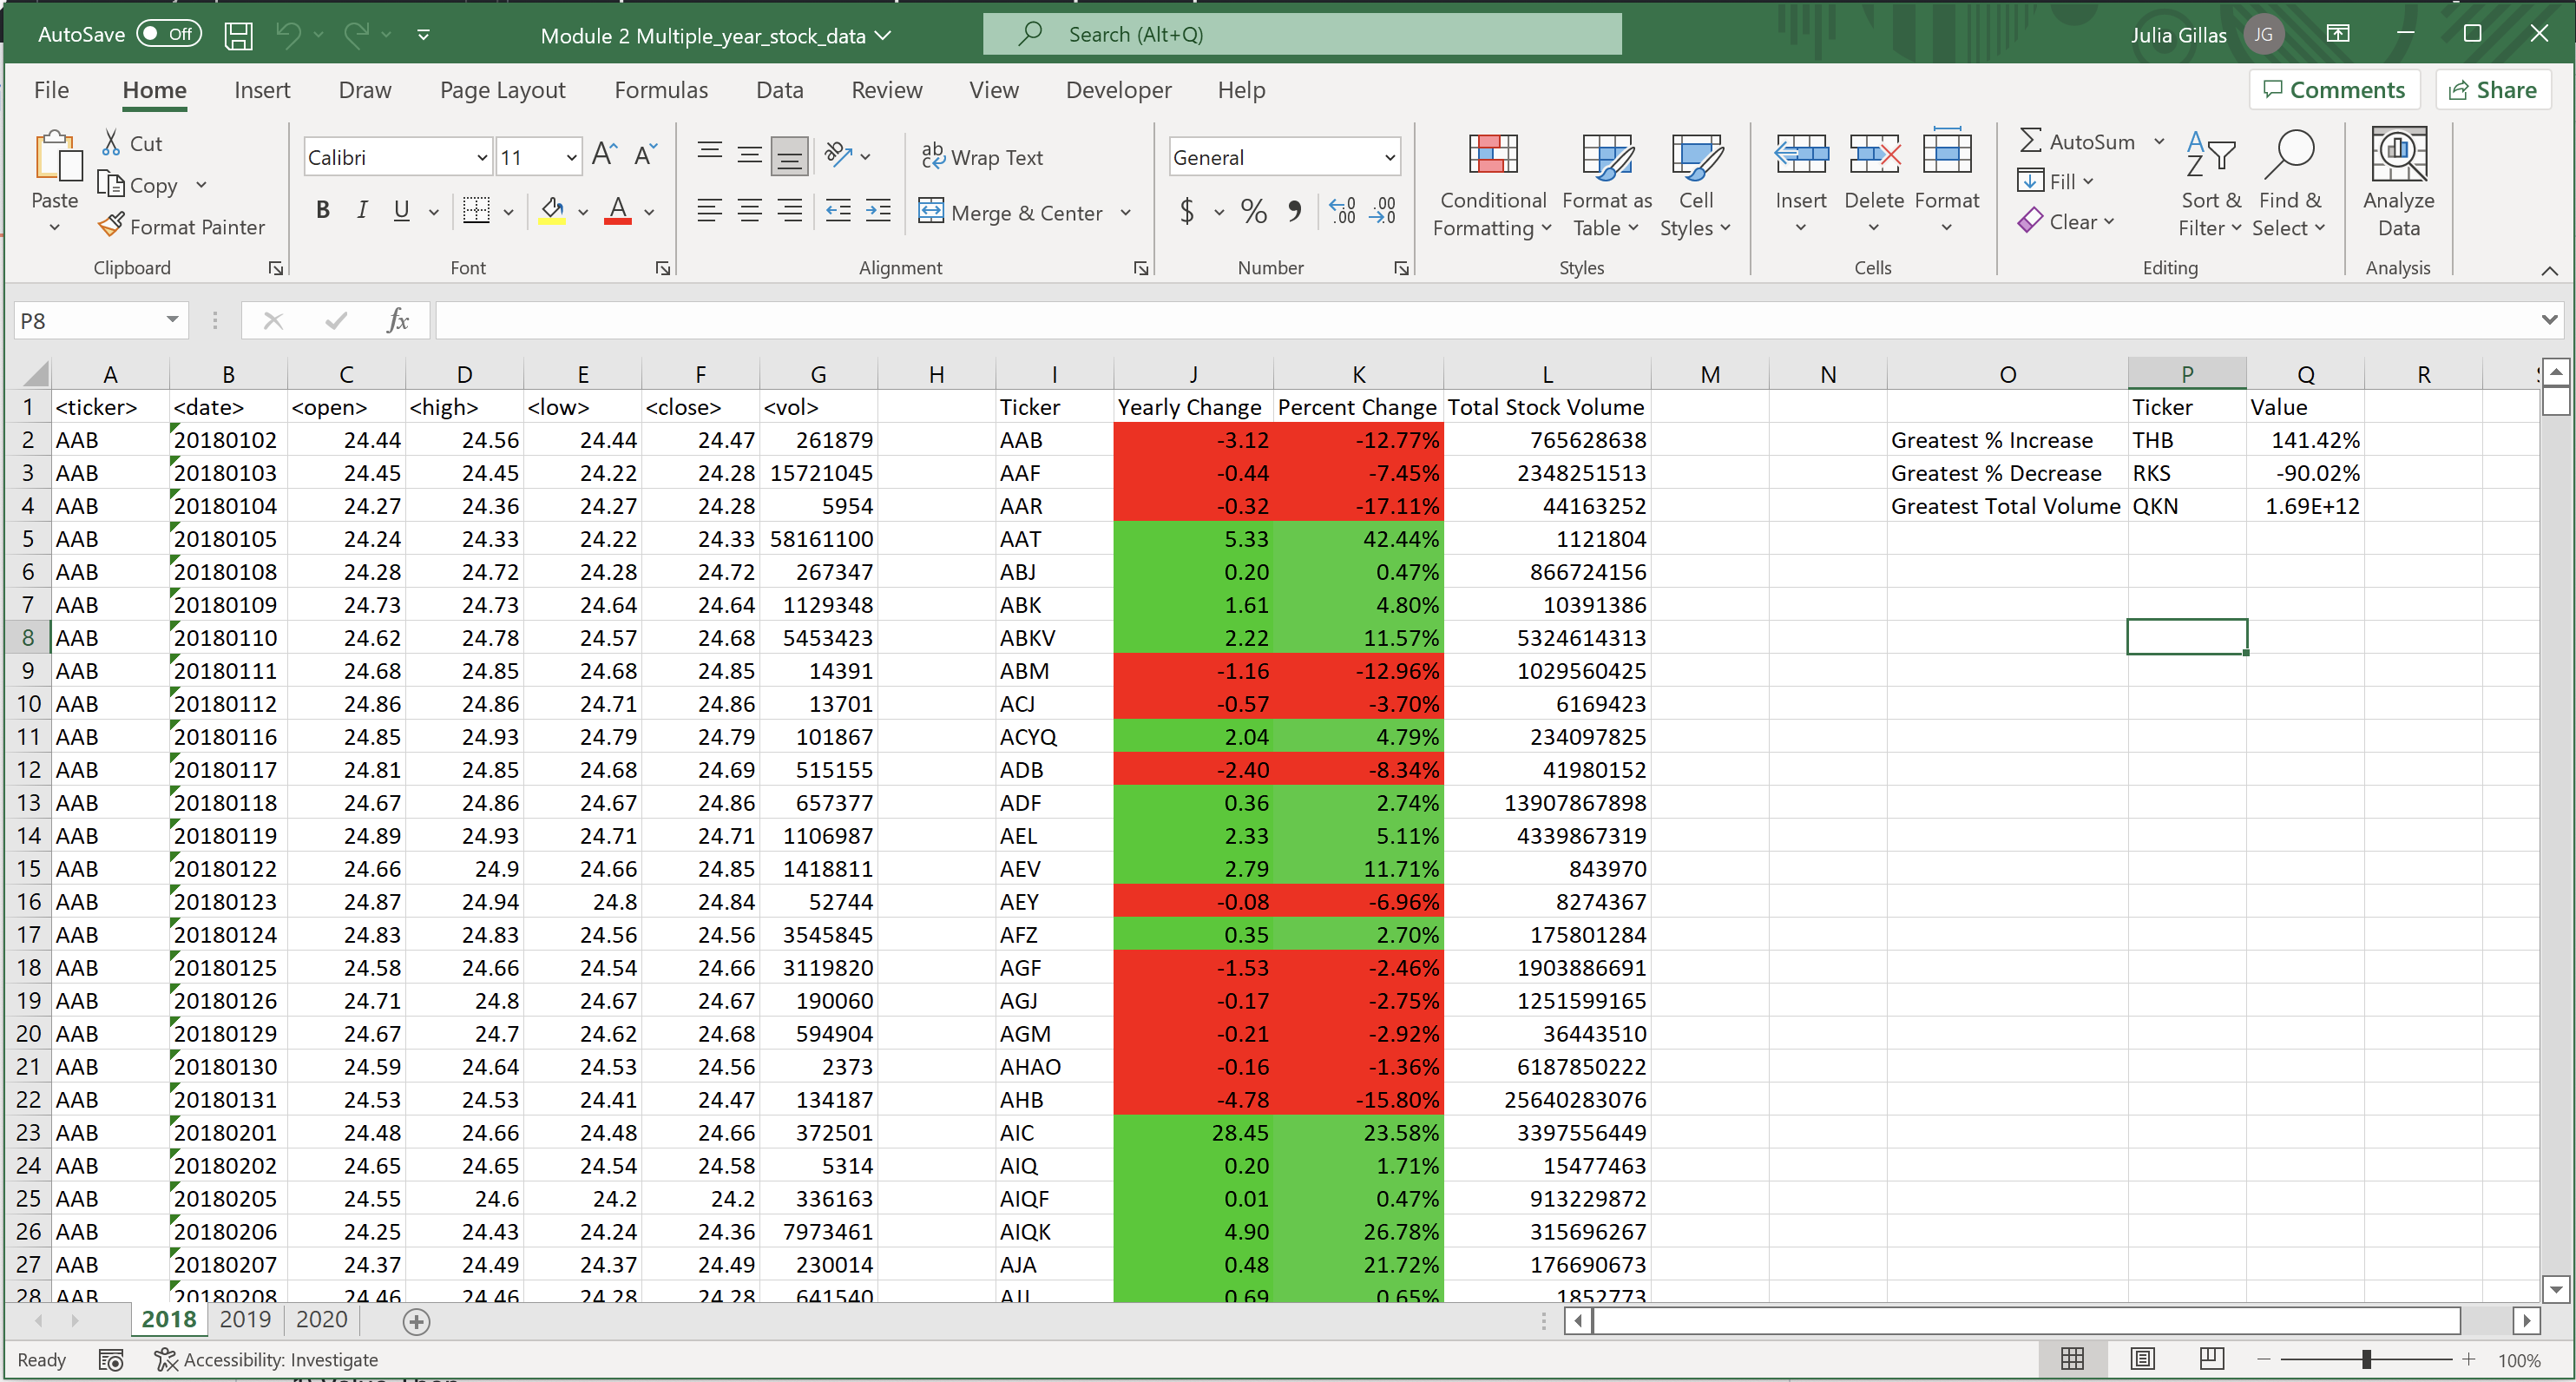 AutoSave Off Module 2 Multiple_year_stock_data Search (Alt+Q) Julia Gillas JG
File Home Insert Draw Page Layout Formulas Data Review View Developer Help Comments Share
Paste Cut Copy Format Painter Clipboard
Calibri 11 B I U A Font
ab Wrap Text Merge & Center Alignment
General $ % , .00 .0 Number
Conditional Formatting Format as Table Cell Styles Styles
Insert Delete Format Cells
AutoSum Fill Clear Sort & Filter Find & Select Editing
Analyze Data Analysis
P8 fx
A B C D E F G H I J K L M N O P Q R
1 <ticker> <date> <open> <high> <low> <close> <vol> Ticker Yearly Change Percent Change Total Stock Volume Ticker Value
2 AAB 20180102 24.44 24.56 24.44 24.47 261879 AAB -3.12 -12.77% 765628638 Greatest % Increase THB 141.42%
3 AAB 20180103 24.45 24.45 24.22 24.28 15721045 AAF -0.44 -7.45% 2348251513 Greatest % Decrease RKS -90.02%
4 AAB 20180104 24.27 24.36 24.27 24.28 5954 AAR -0.32 -17.11% 44163252 Greatest Total Volume QKN 1.69E+12
5 AAB 20180105 24.24 24.33 24.22 24.33 58161100 AAT 5.33 42.44% 1121804
6 AAB 20180108 24.28 24.72 24.28 24.72 267347 ABJ 0.20 0.47% 866724156
7 AAB 20180109 24.73 24.73 24.64 24.64 1129348 ABK 1.61 4.80% 10391386
8 AAB 20180110 24.62 24.78 24.57 24.68 5453423 ABKV 2.22 11.57% 5324614313
9 AAB 20180111 24.68 24.85 24.68 24.85 14391 ABM -1.16 -12.96% 1029560425
10 AAB 20180112 24.86 24.86 24.71 24.86 13701 ACJ -0.57 -3.70% 6169423
11 AAB 20180116 24.85 24.93 24.79 24.79 101867 ACYQ 2.04 4.79% 234097825
12 AAB 20180117 24.81 24.85 24.68 24.69 515155 ADB -2.40 -8.34% 41980152
13 AAB 20180118 24.67 24.86 24.67 24.86 657377 ADF 0.36 2.74% 13907867898
14 AAB 20180119 24.89 24.93 24.71 24.71 1106987 AEL 2.33 5.11% 4339867319
15 AAB 20180122 24.66 24.9 24.66 24.85 1418811 AEV 2.79 11.71% 843970
16 AAB 20180123 24.87 24.94 24.8 24.84 52744 AEY -0.08 -6.96% 8274367
17 AAB 20180124 24.83 24.83 24.56 24.56 3545845 AFZ 0.35 2.70% 175801284
18 AAB 20180125 24.58 24.66 24.54 24.66 3119820 AGF -1.53 -2.46% 1903886691
19 AAB 20180126 24.71 24.8 24.67 24.67 190060 AGJ -0.17 -2.75% 1251599165
20 AAB 20180129 24.67 24.7 24.62 24.68 594904 AGM -0.21 -2.92% 36443510
21 AAB 20180130 24.59 24.64 24.53 24.56 2373 AHAO -0.16 -1.36% 6187850222
22 AAB 20180131 24.53 24.53 24.41 24.47 134187 AHB -4.78 -15.80% 25640283076
23 AAB 20180201 24.48 24.66 24.48 24.66 372501 AIC 28.45 23.58% 3397556449
24 AAB 20180202 24.65 24.65 24.54 24.58 5314 AIQ 0.20 1.71% 15477463
25 AAB 20180205 24.55 24.6 24.2 24.2 336163 AIQF 0.01 0.47% 913229872
26 AAB 20180206 24.25 24.43 24.24 24.36 7973461 AIQK 4.90 26.78% 315696267
27 AAB 20180207 24.37 24.49 24.37 24.49 230014 AJA 0.48 21.72% 176690673
28 AAB 20180208 24.46 24.46 24.28 24.28 641540 0.69 0.65% 1852773
2018 2019 2020
Ready Accessibility: Investigate 100%